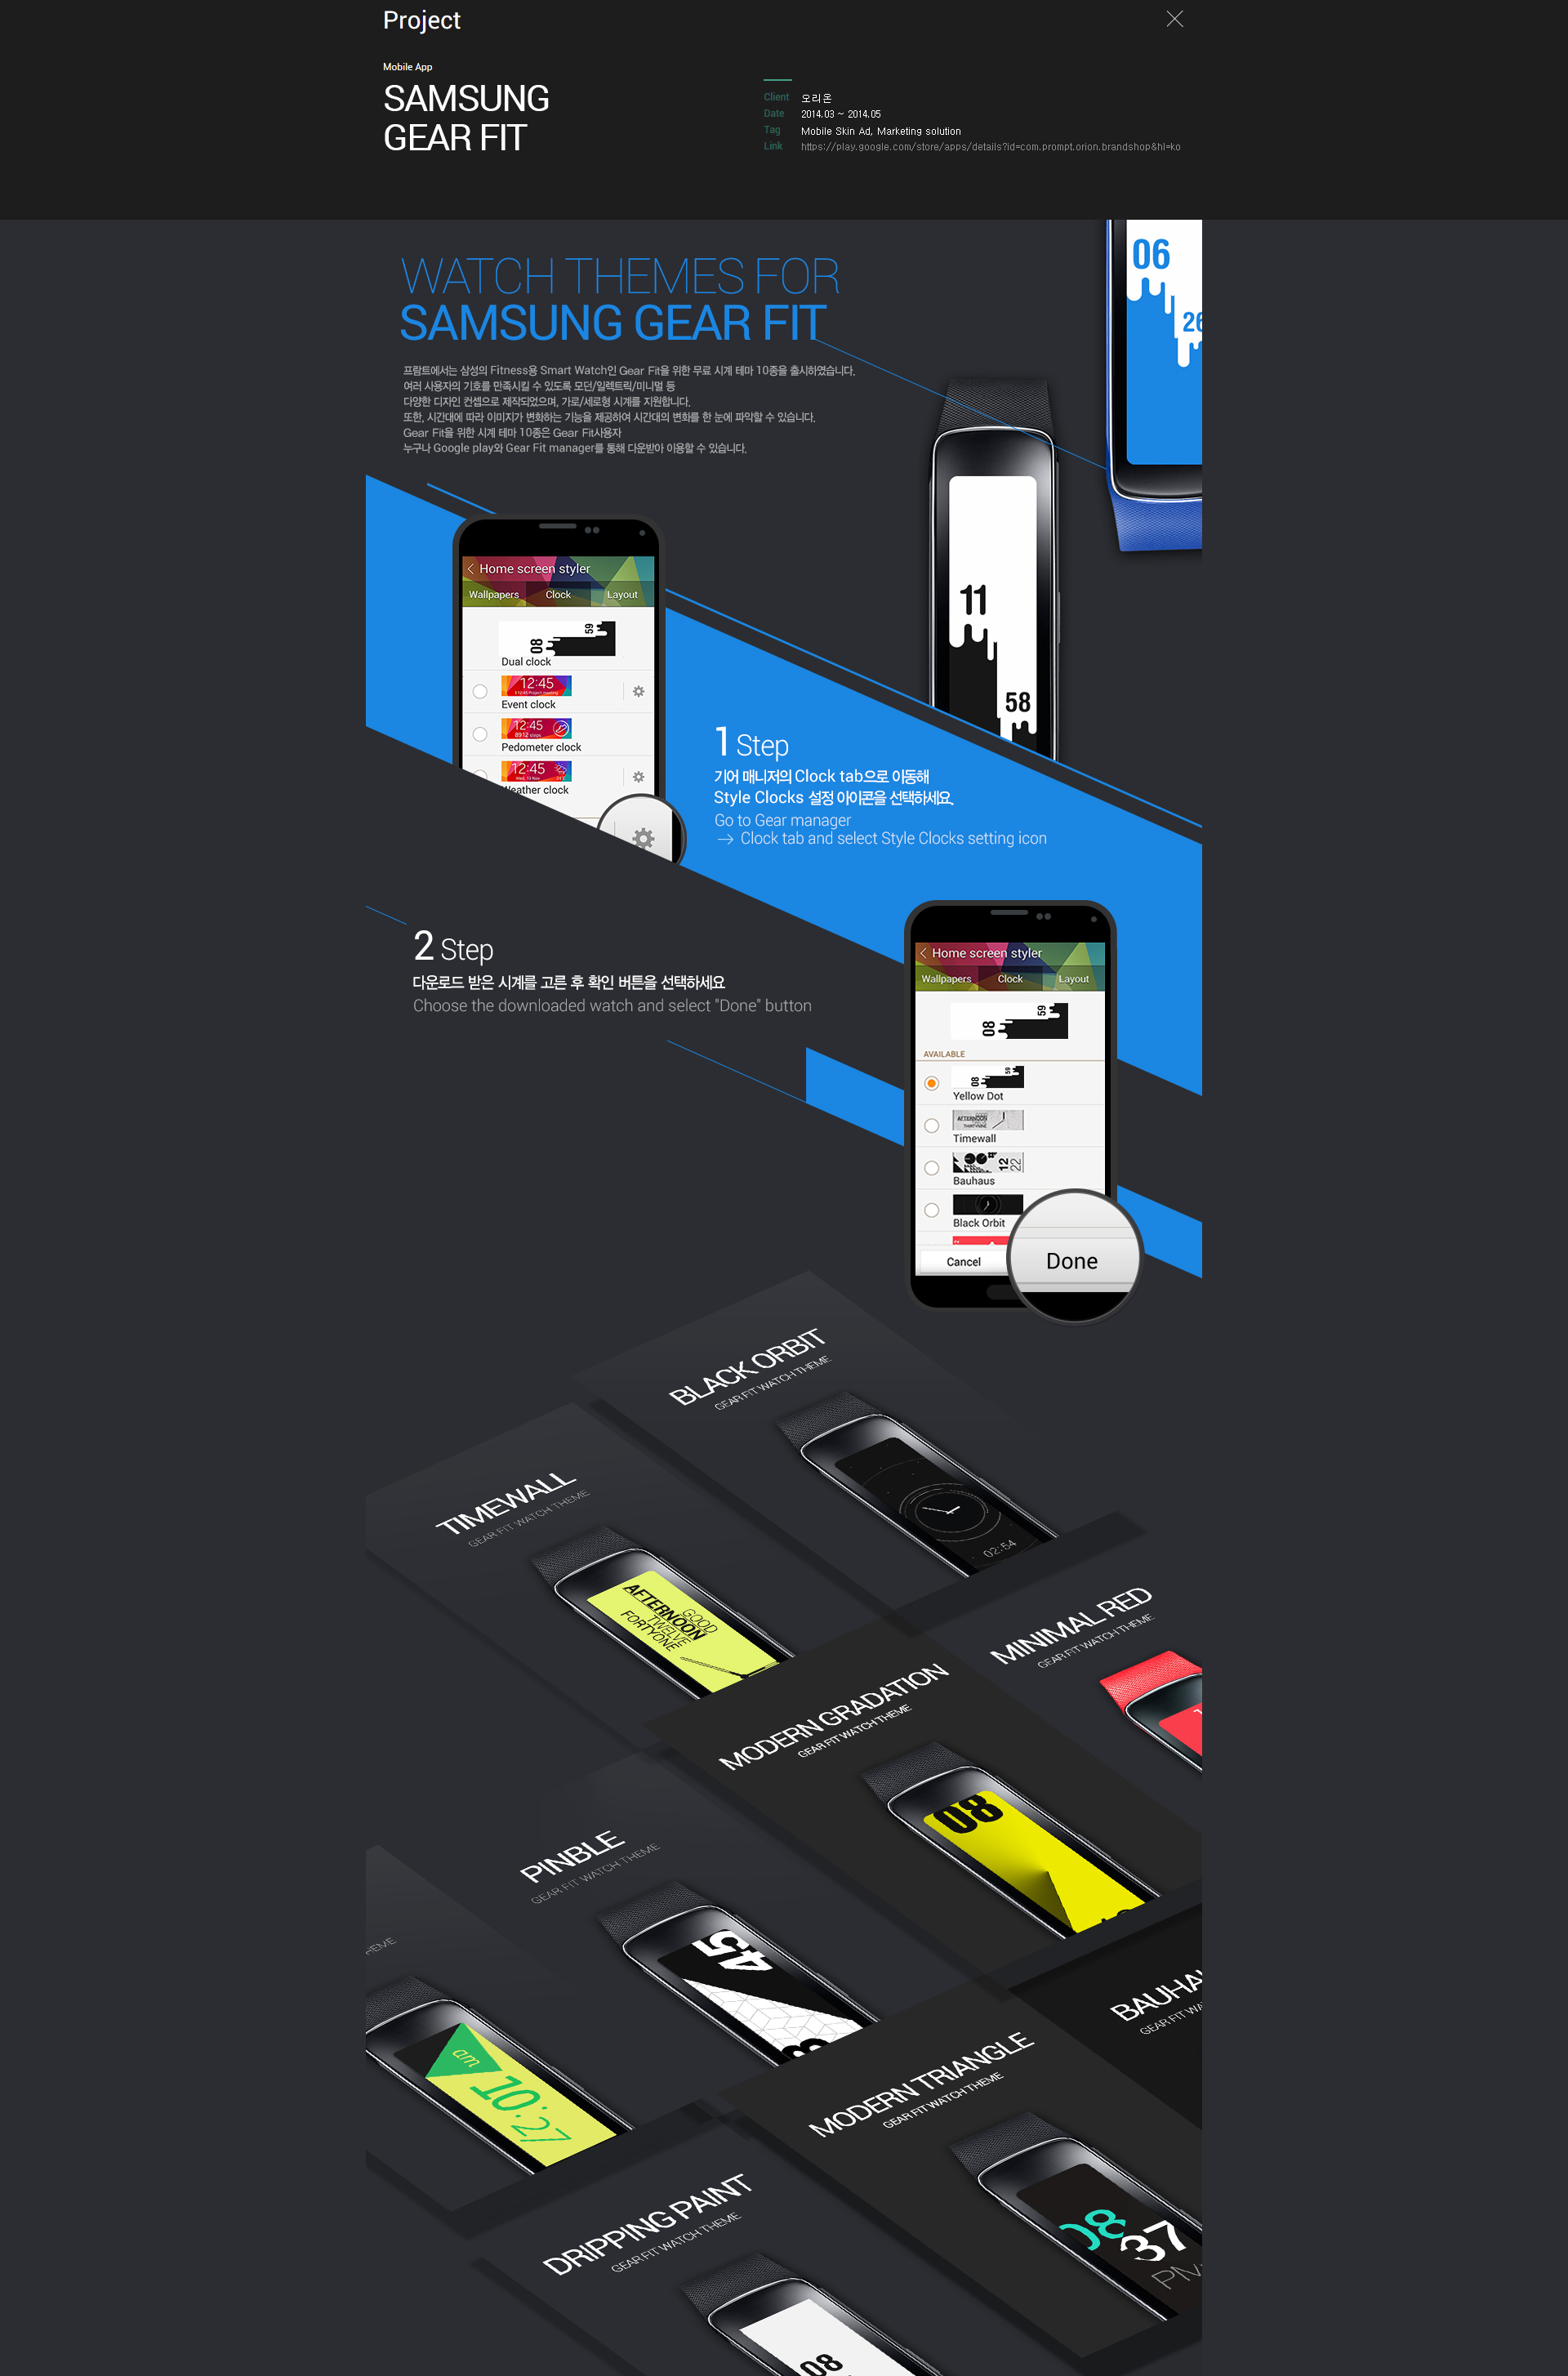 Project
Mobile App
SAMSUNG
GEAR FIT
Client 오리온
Date 2014.03 ~ 2014.05
Tag Mobile Skin Ad, Marketing solution
Link https://play.google.com/store/apps/details?id=com.prompt.orion.brandshop&hl=ko
WATCH THEMES FOR
SAMSUNG GEAR FIT
프람트에서는 삼성의 Fitness용 Smart Watch인 Gear Fit을 위한 무료 시계 테마 10종을 출시하였습니다.
여러 사용자의 기호를 만족시킬 수 있도록 모던/일렉트릭/미니멀 등
다양한 디자인 컨셉으로 제작되었으며, 가로/세로형 시계를 지원합니다.
또한, 시간대에 따라 이미지가 변화하는 기능을 제공하여 시간대의 변화를 한 눈에 파악할 수 있습니다.
Gear Fit을 위한 시계 테마 10종은 Gear Fit사용자
누구나 Google play와 Gear Fit manager를 통해 다운받아 이용할 수 있습니다.
06
26
11
58
Home screen styler
Wallpapers Clock Layout
08 59
Dual clock
12:45
Event clock
12:45
8912 steps
Pedometer clock
12:45
Weather clock
1 Step
기어 매니저의 Clock tab으로 이동해
Style Clocks 설정 아이콘을 선택하세요.
Go to Gear manager
→ Clock tab and select Style Clocks setting icon
2 Step
다운로드 받은 시계를 고른 후 확인 버튼을 선택하세요
Choose the downloaded watch and select "Done" button
Home screen styler
Wallpapers Clock Layout
08 59
AVAILABLE
08 59
Yellow Dot
AFTERNOON
Timewall
12 22
Bauhaus
Black Orbit
Cancel
Done
BLACK ORBIT
GEAR FIT WATCH THEME
02:54
TIMEWALL
GEAR FIT WATCH THEME
GOOD
AFTERNOON
TWELVE
FORTYONE
MINIMAL RED
GEAR FIT WATCH THEME
MODERN GRADATION
GEAR FIT WATCH THEME
08
PINBLE
GEAR FIT WATCH THEME
45
am
10:27
BAUHA
GEAR FIT WA
MODERN TRIANGLE
GEAR FIT WATCH THEME
08
37
PM
DRIPPING PAINT
GEAR FIT WATCH THEME
08